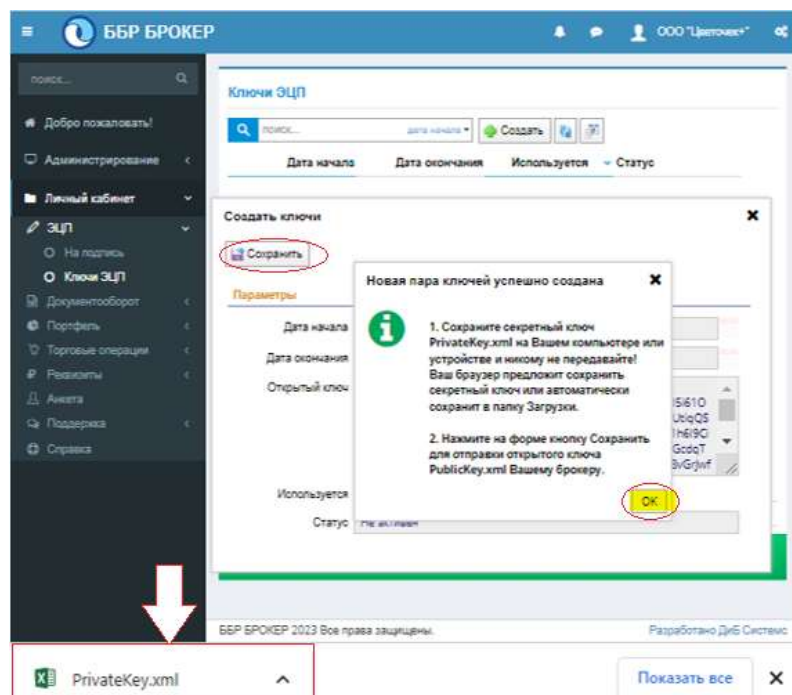 ББР БРОКЕР
ООО "Цветочек+"
поиск...
Добро пожаловать!
Администрирование
Личный кабинет
ЭЦП
На подпись
Ключи ЭЦП
Документооборот
Портфель
Торговые операции
Реквизиты
Анкета
Поддержка
Справка
Ключи ЭЦП
поиск... дата начала Создать
Дата начала Дата окончания Используется Статус
Создать ключи
Сохранить
Параметры
Дата начала
Дата окончания
Открытый ключ
Используется
Статус Не активен
Новая пара ключей успешно создана
1. Сохраните секретный ключ
PrivateKey.xml на Вашем компьютере или
устройстве и никому не передавайте!
Ваш браузер предложит сохранить
секретный ключ или автоматически
сохранит в папку Загрузки.
2. Нажмите на форме кнопку Сохранить
для отправки открытого ключа
PublicKey.xml Вашему брокеру.
OK
ББР БРОКЕР 2023 Все права защищены.
Разработано ДиБ Системс
PrivateKey.xml
Показать все